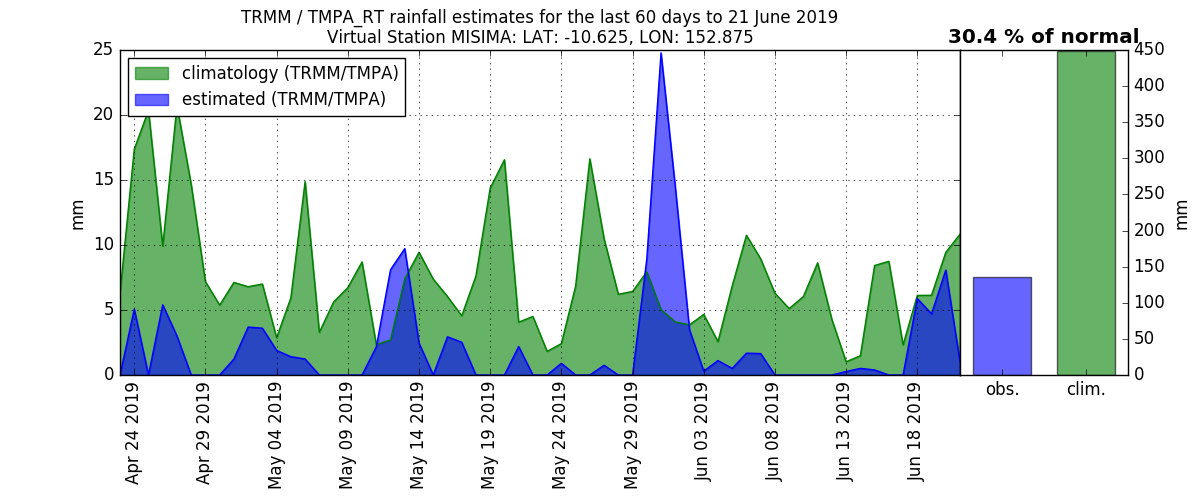 TRMM / TMPA_RT rainfall estimates for the last 60 days to 21 June 2019
Virtual Station MISIMA: LAT: -10.625, LON: 152.875
30.4 % of normal
climatology (TRMM/TMPA)
estimated (TRMM/TMPA)
25
20
15
10
5
0
mm
Apr 24 2019
Apr 29 2019
May 04 2019
May 09 2019
May 14 2019
May 19 2019
May 24 2019
May 29 2019
Jun 03 2019
Jun 08 2019
Jun 13 2019
Jun 18 2019
450
400
350
300
250
200
150
100
50
0
mm
obs.
clim.